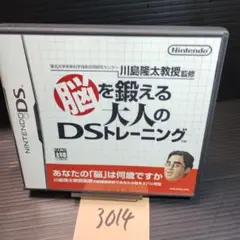 Nintendo
東北大学未来科学技術共同研究センター
川島隆太教授 監修
脳を鍛える
大人の
DSトレーニング
NINTENDO DS
あなたの「脳」は何歳ですか
3014